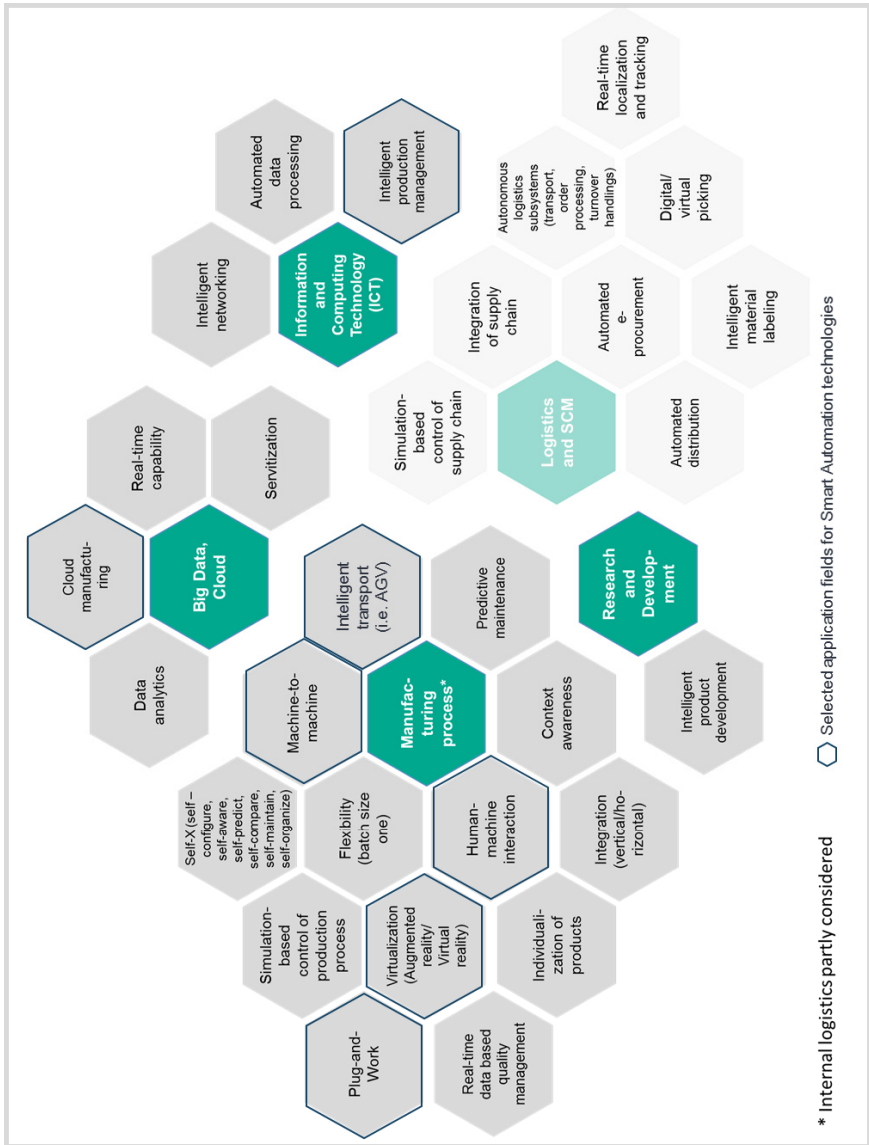 Plug-and-
Work
Real-time
data based
quality
management
Simulation-
based
control of
production
process
Virtualization
(Augmented
reality/
Virtual
reality)
Individuali-
zation of
products
Self-X (self –
configure,
self-aware,
self-predict,
self-compare,
self-maintain,
self-organize)
Flexibility
(batch size
one)
Human-
machine
interaction
Integration
(vertical/ho-
rizontal)
Machine-to-
machine
Manufac-
turing
process*
Context
awareness
Intelligent
transport
(i.e. AGV)
Predictive
maintenance
Intelligent
product
development
Research
and
Develop-
ment
Data
analytics
Cloud
manufactu-
ring
Big Data,
Cloud
Real-time
capability
Servitization
Intelligent
networking
Information
and
Computing
Technology
(ICT)
Automated
data
processing
Intelligent
production
management
Simulation-
based
control of
supply chain
Logistics
and SCM
Automated
distribution
Integration
of supply
chain
Automated
e-
procurement
Intelligent
material
labeling
Autonomous
logistics
subsystems
(transport,
order
processing,
turnover
handlings)
Digital/
virtual
picking
Real-time
localization
and tracking
* Internal logistics partly considered
Selected application fields for Smart Automation technologies